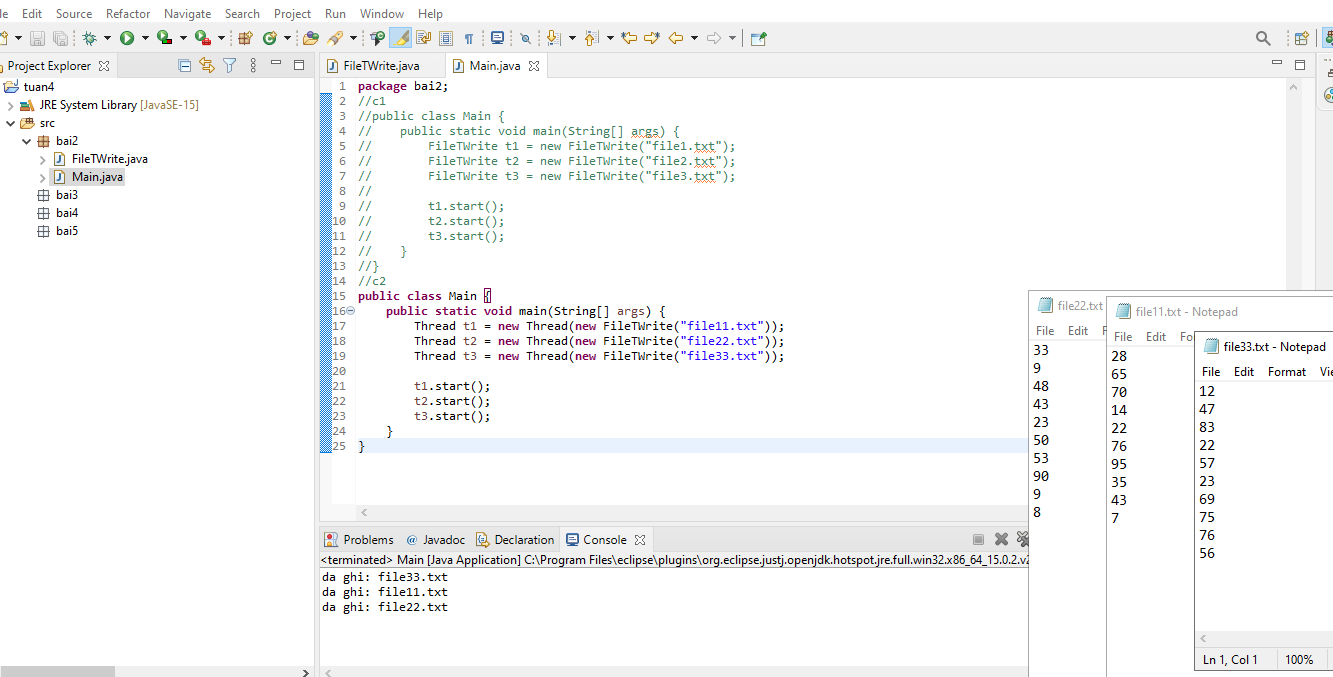 Edit Source Refactor Navigate Search Project Run Window Help
Project Explorer
FileTWrite.java
Main.java
tuan4
JRE System Library [JavaSE-15]
src
bai2
FileTWrite.java
Main.java
bai3
bai4
bai5
1 package bai2;
2 //c1
3 //public class Main {
4 // public static void main(String[] args) {
5 // FileTWrite t1 = new FileTWrite("file1.txt");
6 // FileTWrite t2 = new FileTWrite("file2.txt");
7 // FileTWrite t3 = new FileTWrite("file3.txt");
8 //
9 // t1.start();
10 // t2.start();
11 // t3.start();
12 // }
13 //}
14 //c2
15 public class Main {
16 public static void main(String[] args) {
17 Thread t1 = new Thread(new FileTWrite("file11.txt"));
18 Thread t2 = new Thread(new FileTWrite("file22.txt"));
19 Thread t3 = new Thread(new FileTWrite("file33.txt"));
20
21 t1.start();
22 t2.start();
23 t3.start();
24 }
25 }
Problems @ Javadoc Declaration Console
<terminated> Main [Java Application] C:\Program Files\eclipse\plugins\org.eclipse.justj.openjdk.hotspot.jre.full.win32.x86_64_15.0.2.v2
da ghi: file33.txt
da ghi: file11.txt
da ghi: file22.txt
file22.txt
File Edit
33
9
48
43
23
50
53
90
9
8
file11.txt - Notepad
File Edit
28
65
70
14
22
76
95
35
43
7
file33.txt - Notepad
File Edit Format
12
47
83
22
57
23
69
75
76
56
Ln 1, Col 1 100%